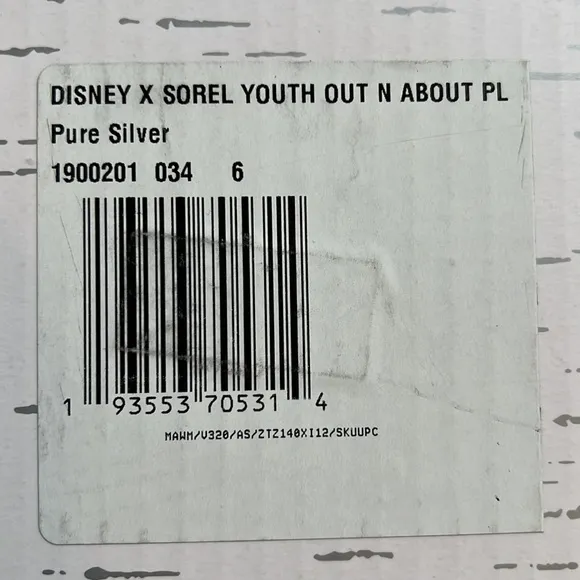 DISNEY X SOREL YOUTH OUT N ABOUT PL
Pure Silver
1900201 034 6
1 93553 70531 4
MAWM/V320/AS/ZTZ140XI12/SKUUPC